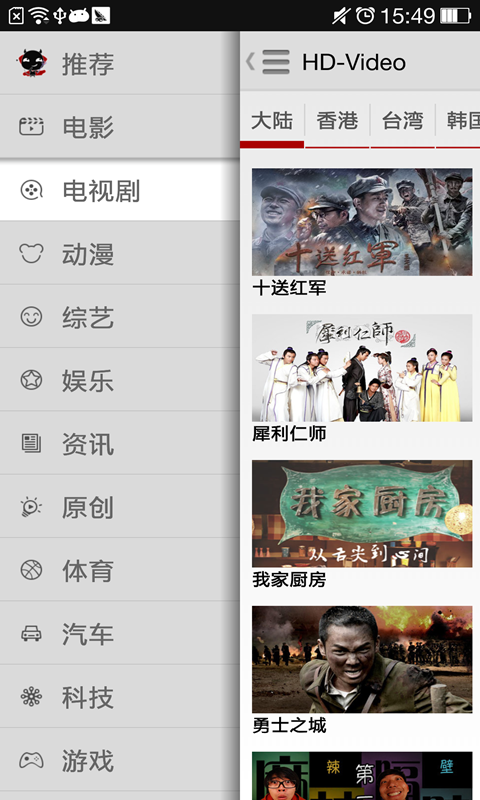 15:49
推荐
电影
电视剧
动漫
综艺
娱乐
资讯
原创
体育
汽车
科技
游戏
HD-Video
大陆 香港 台湾 韩国
十送红军
十送红军
犀利仁師
犀利仁师
我家厨房
从舌尖到心间
我家厨房
勇士之城
辣 第 壁